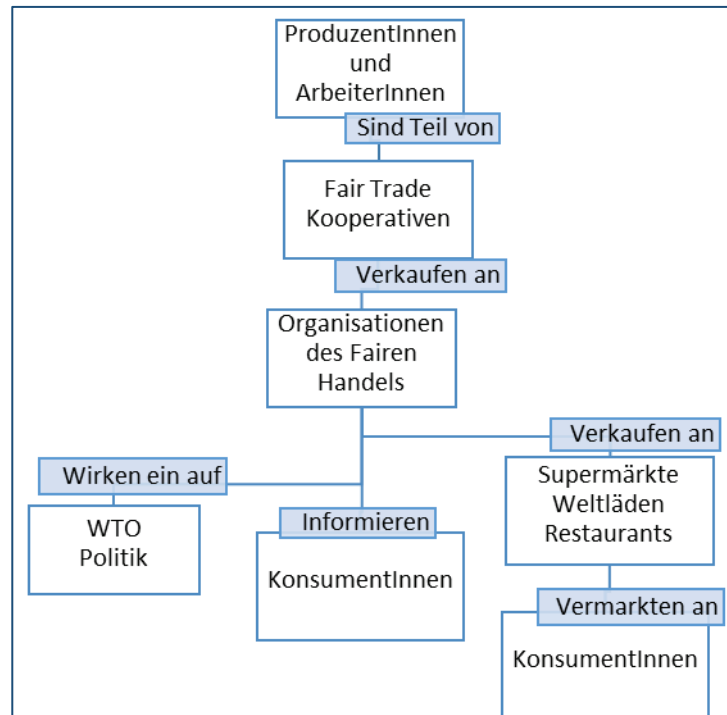 ProduzentInnen
und
ArbeiterInnen
Sind Teil von
Fair Trade
Kooperativen
Verkaufen an
Organisationen
des Fairen
Handels
Wirken ein auf
WTO
Politik
Informieren
KonsumentInnen
Verkaufen an
Supermärkte
Weltläden
Restaurants
Vermarkten an
KonsumentInnen